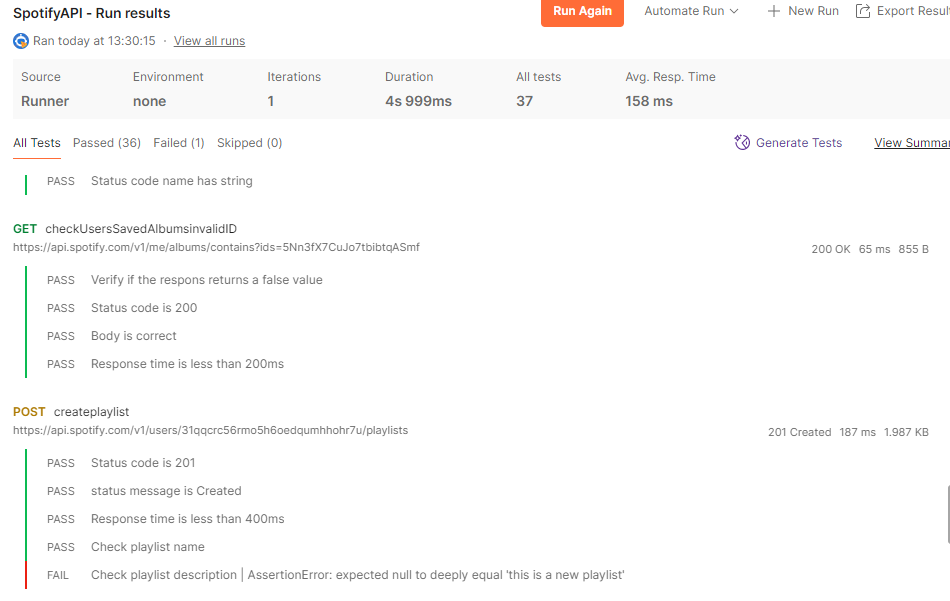 SpotifyAPI - Run results
Run Again
Automate Run
New Run
Export Resul
Ran today at 13:30:15 · View all runs
Source Environment Iterations Duration All tests Avg. Resp. Time
Runner none 1 4s 999ms 37 158 ms
All Tests Passed (36) Failed (1) Skipped (0) Generate Tests View Summar
PASS Status code name has string
GET checkUsersSavedAlbumsinvalidID
https://api.spotify.com/v1/me/albums/contains?ids=5Nn3fX7CuJo7tbibtqASmf
200 OK 65 ms 855 B
PASS Verify if the respons returns a false value
PASS Status code is 200
PASS Body is correct
PASS Response time is less than 200ms
POST createplaylist
https://api.spotify.com/v1/users/31qqcrc56rmo5h6oedqumhhohr7u/playlists
201 Created 187 ms 1.987 KB
PASS Status code is 201
PASS status message is Created
PASS Response time is less than 400ms
PASS Check playlist name
FAIL Check playlist description | AssertionError: expected null to deeply equal 'this is a new playlist'